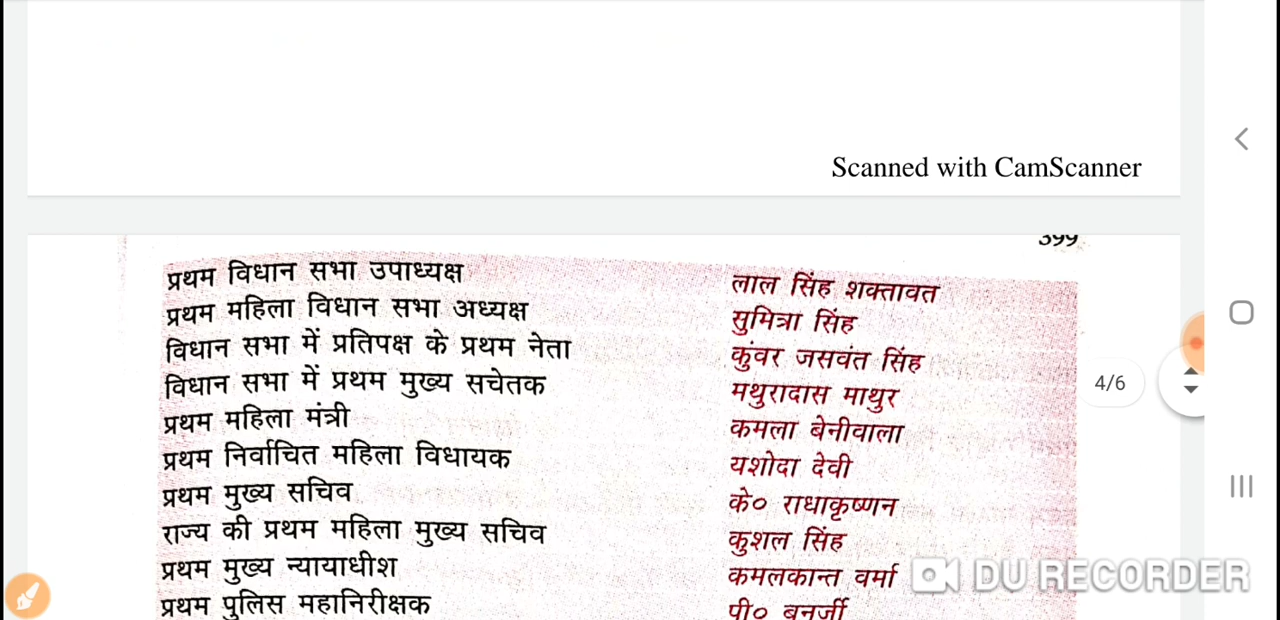 Scanned with CamScanner
399
प्रथम विधान सभा उपाध्यक्ष लाल सिंह शक्तावत
प्रथम महिला विधान सभा अध्यक्ष सुमित्रा सिंह
विधान सभा में प्रतिपक्ष के प्रथम नेता कुंवर जसवंत सिंह
विधान सभा में प्रथम मुख्य सचेतक मथुरादास माथुर
4/6
प्रथम महिला मंत्री कमला बेनीवाला
प्रथम निर्वाचित महिला विधायक यशोदा देवी
प्रथम मुख्य सचिव के० राधाकृष्णन
राज्य की प्रथम महिला मुख्य सचिव कुशल सिंह
प्रथम मुख्य न्यायाधीश कमलकान्त वर्मा
DU RECORDER
प्रथम पुलिस महानिरीक्षक पी० बनर्जी